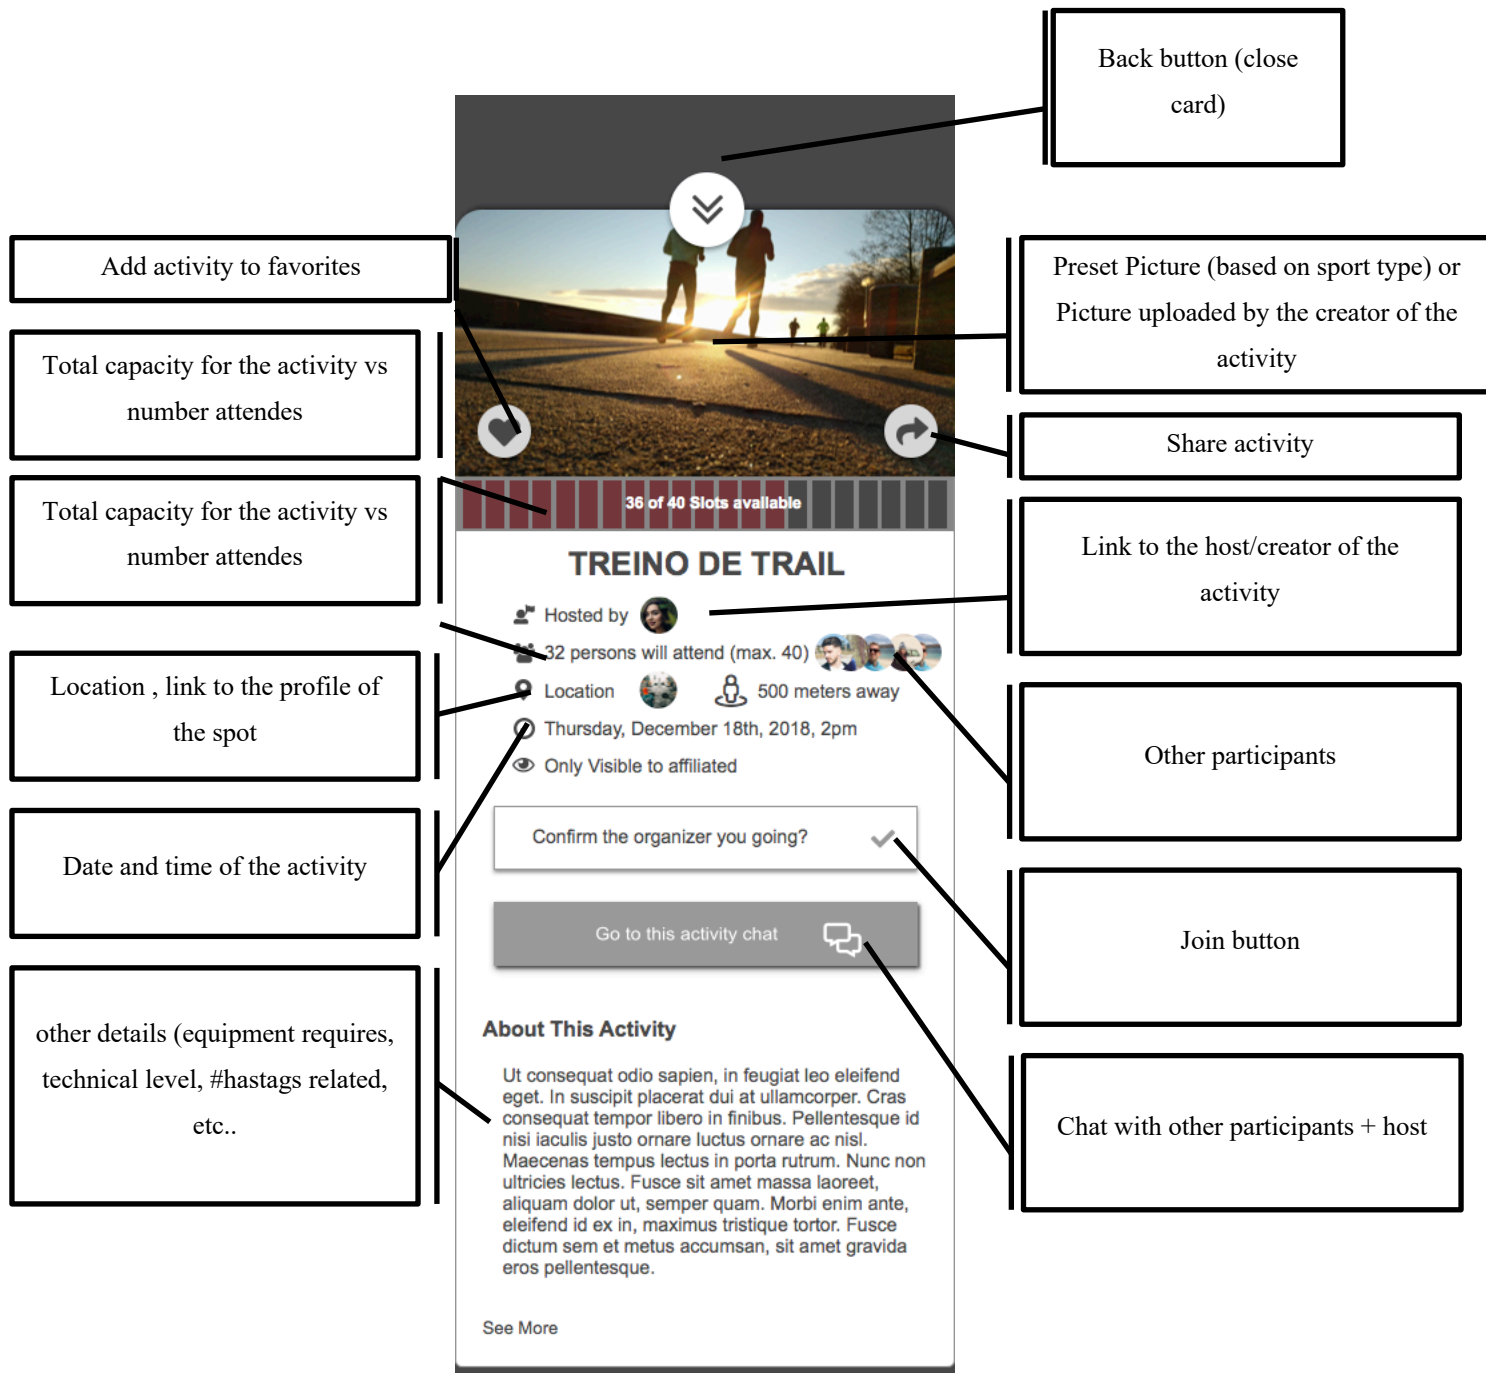 Back button (close
card)
Add activity to favorites
Total capacity for the activity vs
number attendes
Total capacity for the activity vs
number attendes
Location , link to the profile of
the spot
Date and time of the activity
other details (equipment requires,
technical level, #hastags related,
etc..
36 of 40 Slots available
TREINO DE TRAIL
Hosted by
32 persons will attend (max. 40)
Location
500 meters away
Thursday, December 18th, 2018, 2pm
Only Visible to affiliated
Confirm the organizer you going?
Go to this activity chat
About This Activity
Ut consequat odio sapien, in feugiat leo eleifend
eget. In suscipit placerat dui at ullamcorper. Cras
consequat tempor libero in finibus. Pellentesque id
nisi iaculis justo ornare luctus ornare ac nisl.
Maecenas tempus lectus in porta rutrum. Nunc non
ultricies lectus. Fusce sit amet massa laoreet,
aliquam dolor ut, semper quam. Morbi enim ante,
eleifend id ex in, maximus tristique tortor. Fusce
dictum sem et metus accumsan, sit amet gravida
eros pellentesque.
See More
Preset Picture (based on sport type) or
Picture uploaded by the creator of the
activity
Share activity
Link to the host/creator of the
activity
Other participants
Join button
Chat with other participants + host